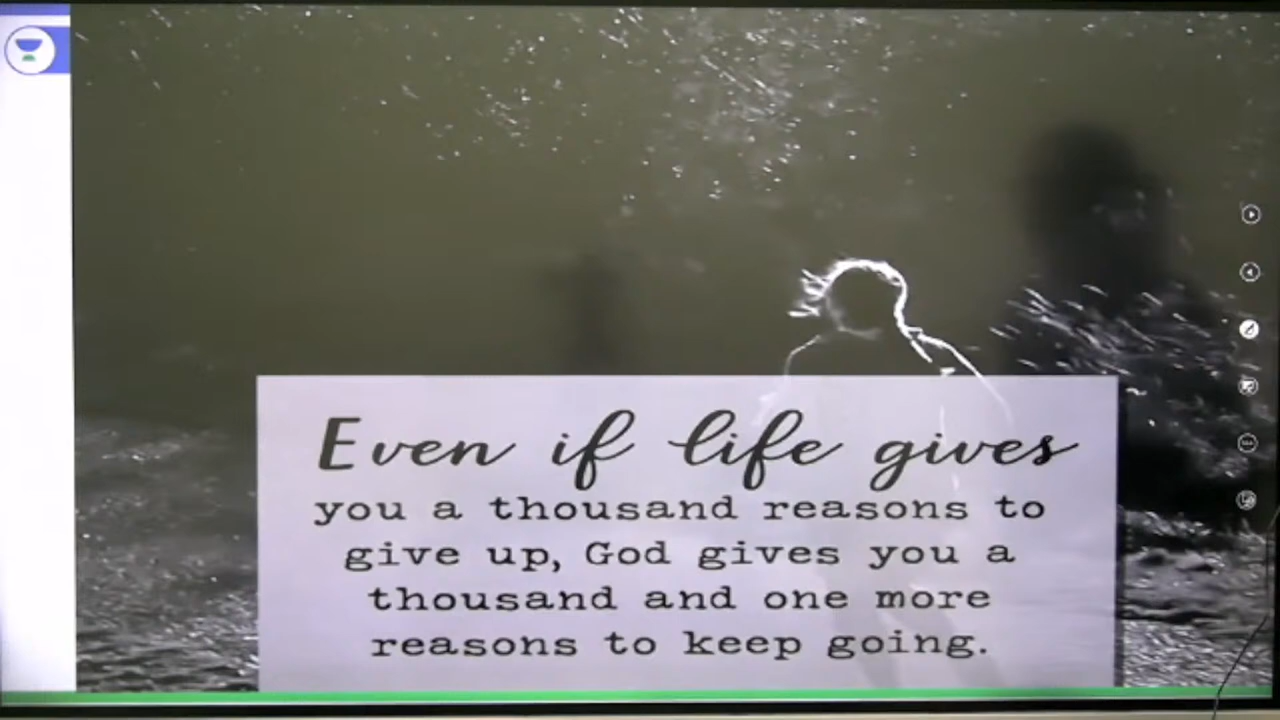 Even if life gives
you a thousand reasons to
give up, God gives you a
thousand and one more
reasons to keep going.